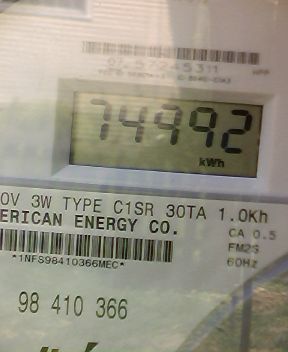 74992
kWh
0V 3W TYPE C1SR 30TA 1.0Kh
ERICAN ENERGY CO.
CA 0.5
FM2S
60Hz
*1NFS98410366MEC*
98 410 366